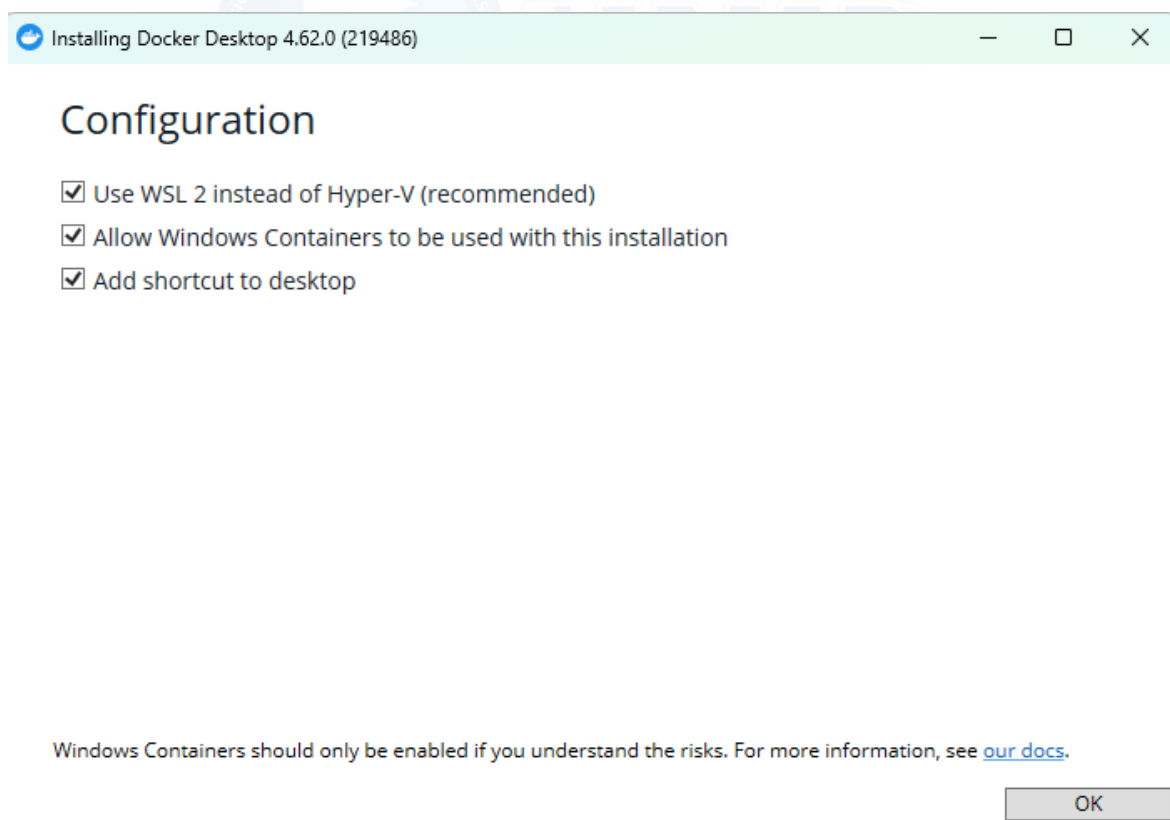 Installing Docker Desktop 4.62.0 (219486)
Configuration
Use WSL 2 instead of Hyper-V (recommended)
Allow Windows Containers to be used with this installation
Add shortcut to desktop
Windows Containers should only be enabled if you understand the risks. For more information, see our docs.
OK